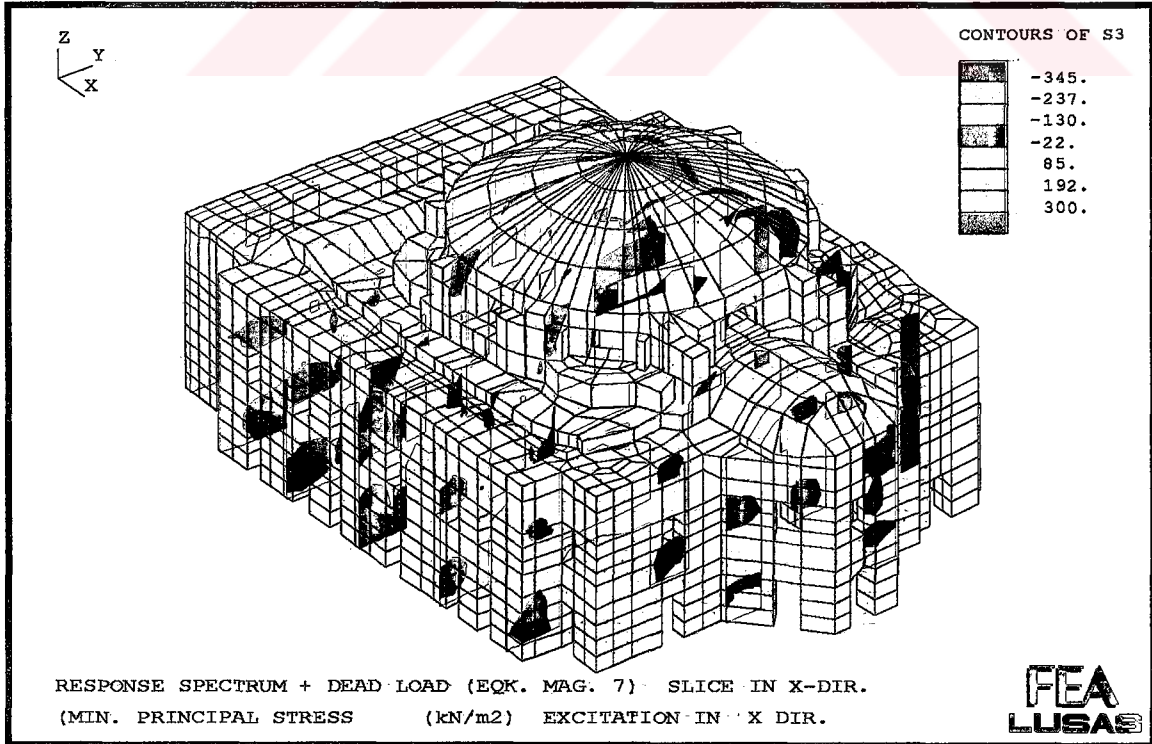 Z
Y
X
CONTOURS OF S3
-345.
-237.
-130.
-22.
85.
192.
300.
RESPONSE SPECTRUM + DEAD LOAD (EQK. MAG. 7) SLICE IN X-DIR.
(MIN. PRINCIPAL STRESS (kN/m2) EXCITATION IN X DIR.
FEA
LUSAS